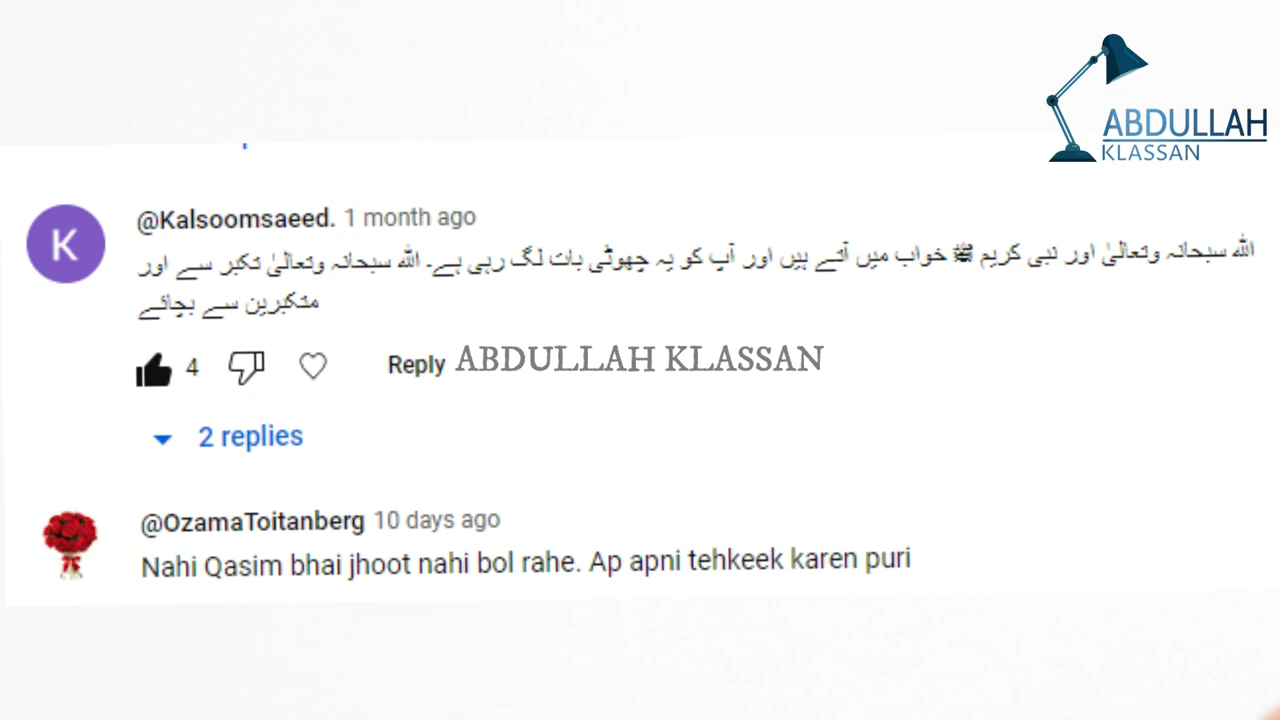 ABDULLAH
KLASSAN
K
@Kalsoomsaeed. 1 month ago
الله سبحانہ وتعالیٰ اور نبی کریم ﷺ خواب میں آتے ہیں اور آپ کو یہ چھوٹی بات لگ رہی ہے۔ الله سبحانہ وتعالیٰ تکبر سے اور
متکبرین سے بچائے
4 Reply ABDULLAH KLASSAN
2 replies
@OzamaToitanberg 10 days ago
Nahi Qasim bhai jhoot nahi bol rahe. Ap apni tehkeek karen puri